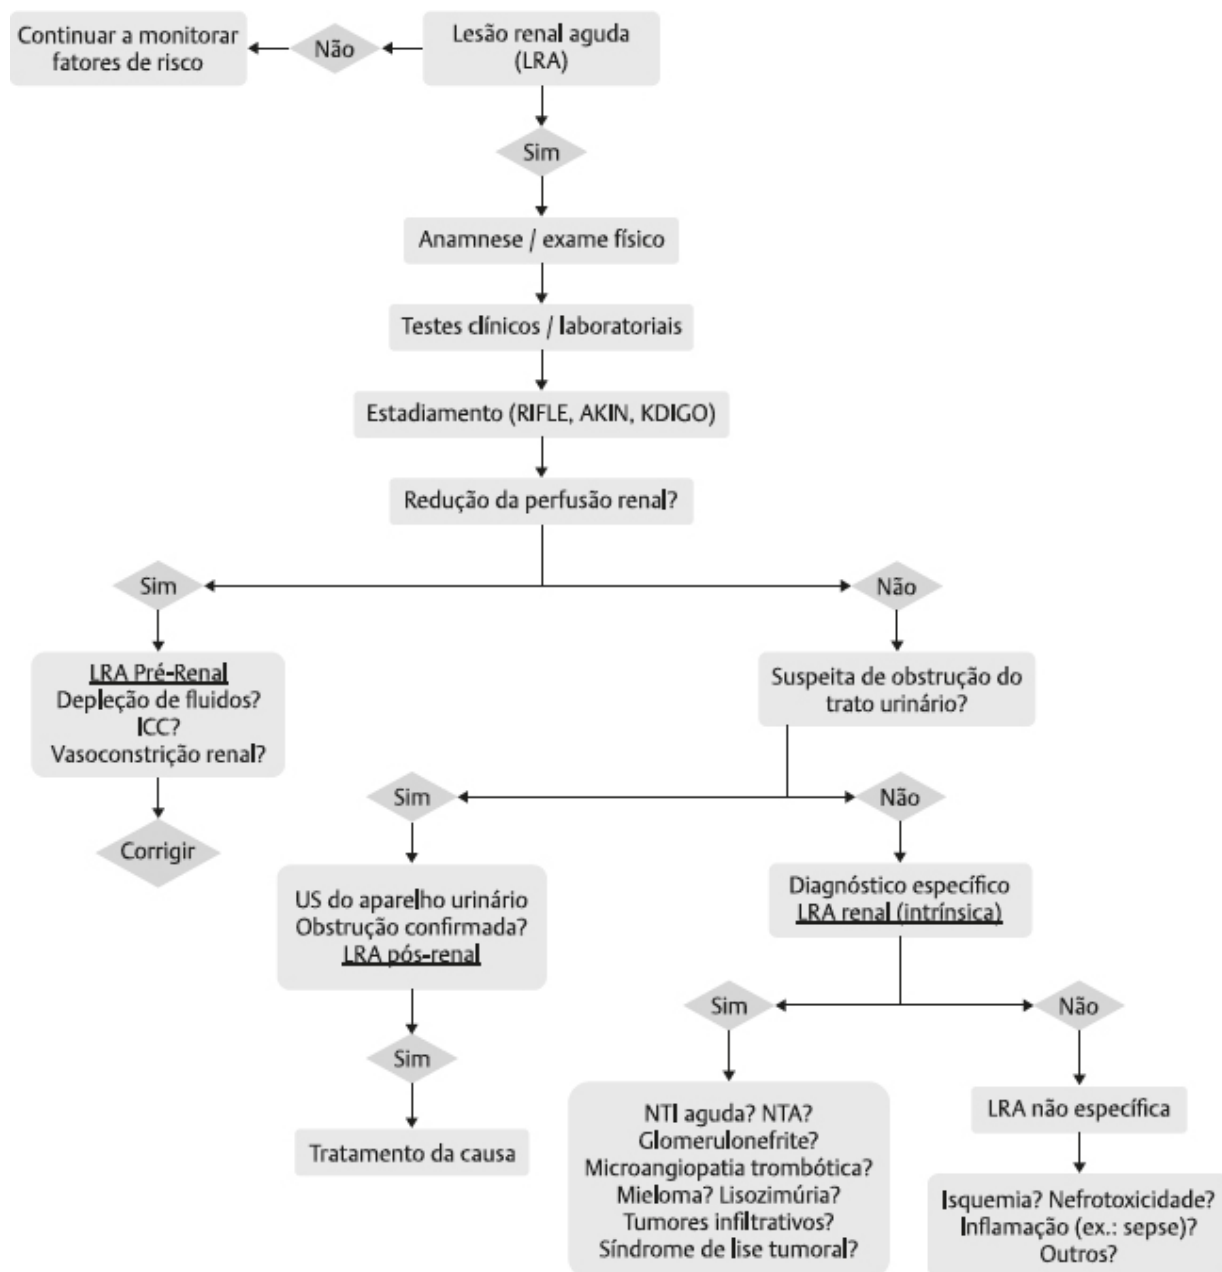 Continuar a monitorar
fatores de risco
Não
Lesão renal aguda
(LRA)
Sim
Anamnese / exame físico
Testes clínicos / laboratoriais
Estadiamento (RIFLE, AKIN, KDIGO)
Redução da perfusão renal?
Sim
Não
LRA Pré-Renal
Depleção de fluidos?
ICC?
Vasoconstrição renal?
Suspeita de obstrução do
trato urinário?
Corrigir
Sim
Não
US do aparelho urinário
Obstrução confirmada?
LRA pós-renal
Diagnóstico específico
LRA renal (intrínsica)
Sim
Sim
Não
Tratamento da causa
NTI aguda? NTA?
Glomerulonefrite?
Microangiopatia trombótica?
Mieloma? Lisozimúria?
Tumores infiltrativos?
Síndrome de lise tumoral?
LRA não específica
Isquemia? Nefrotoxicidade?
Inflamação (ex.: sepse)?
Outros?